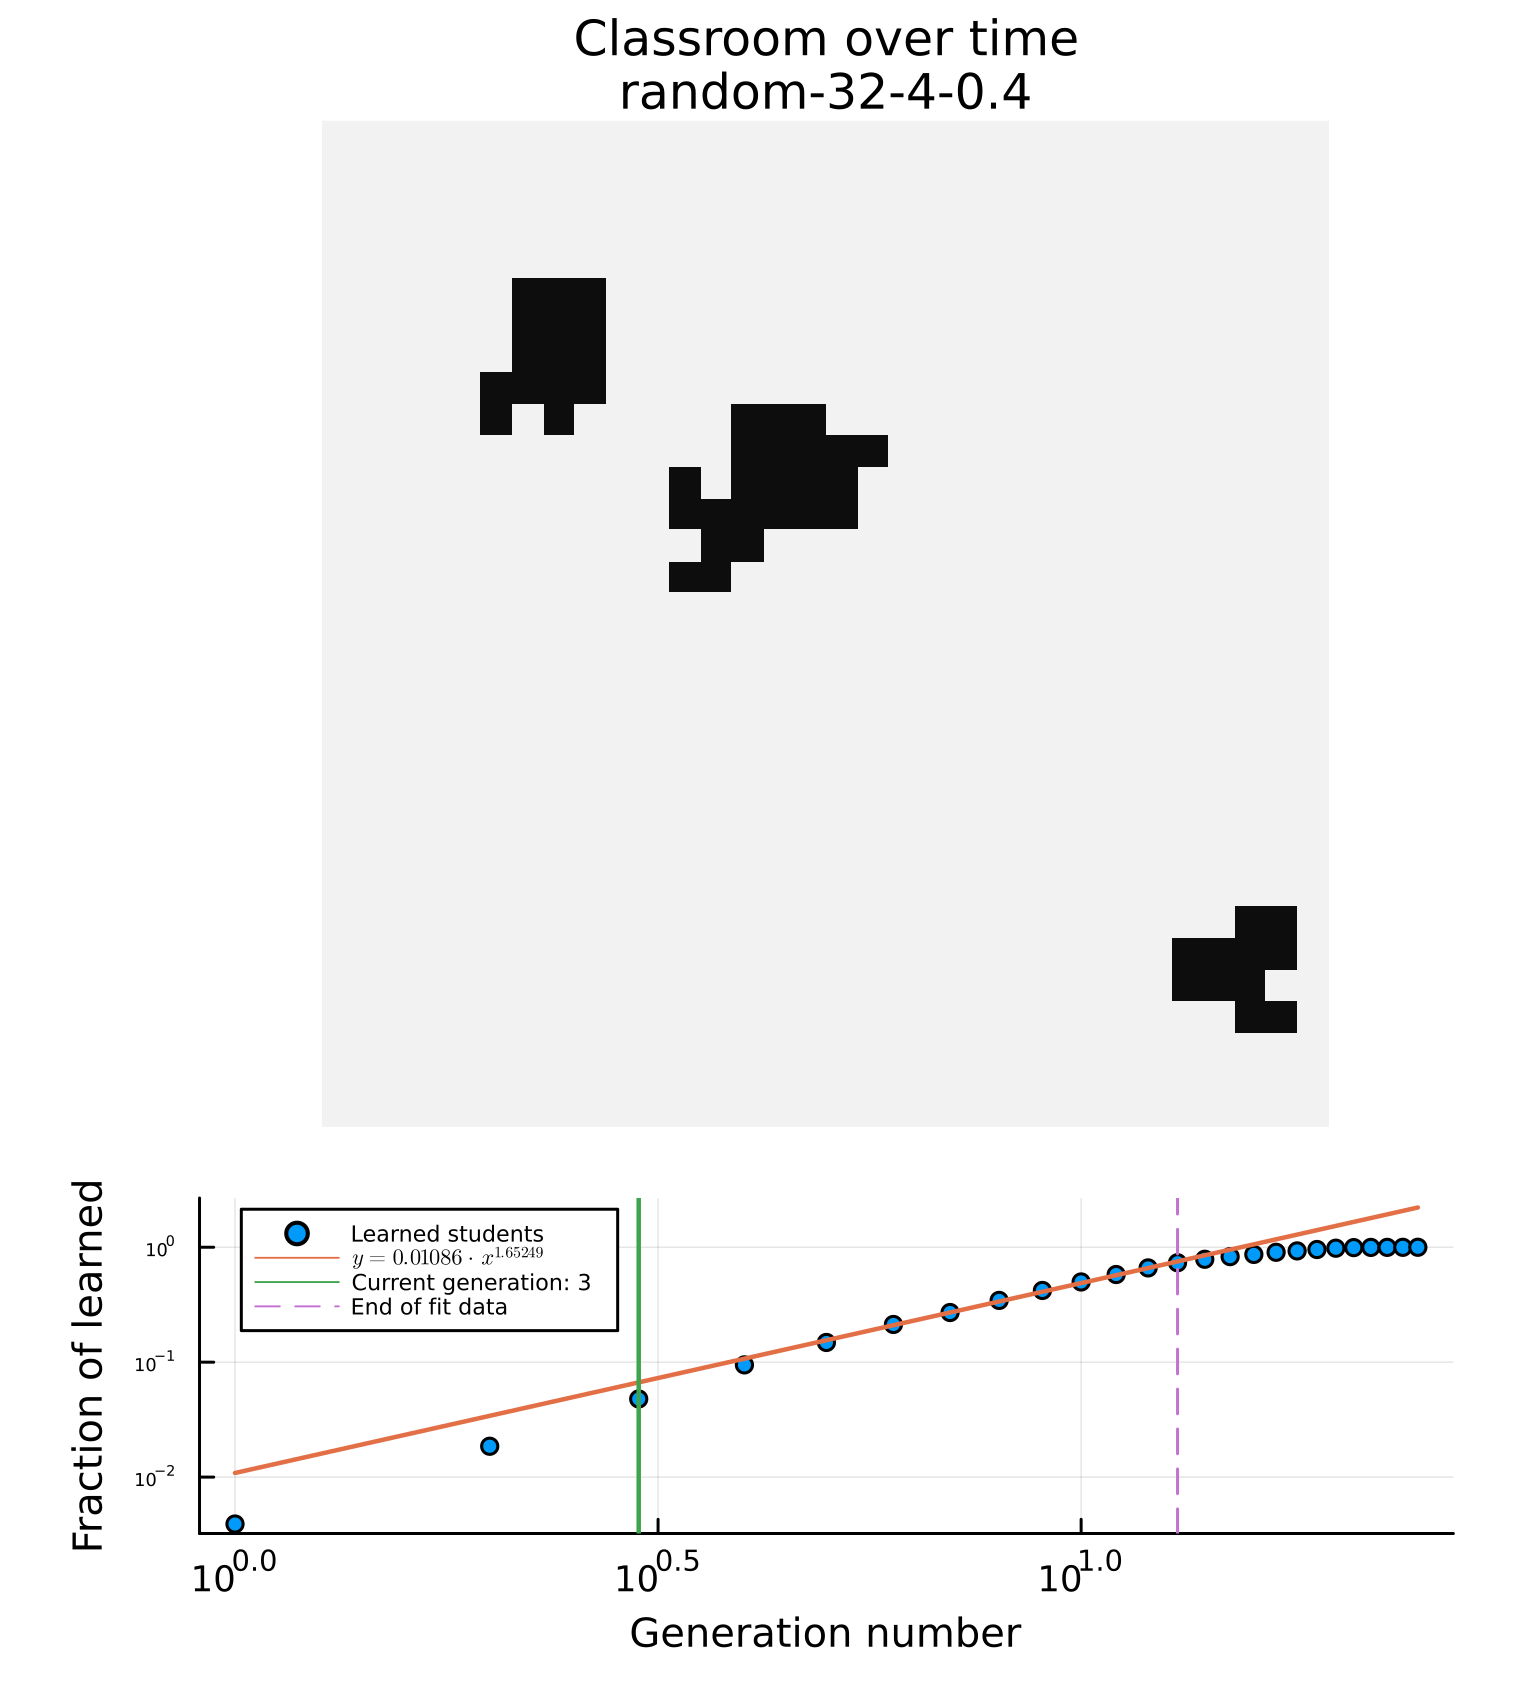 Classroom over time
random-32-4-0.4
Fraction of learned
10⁰
10⁻¹
10⁻²
Learned students
y = 0.01086 · x^1.65249
Current generation: 3
End of fit data
10^0.0
10^0.5
10^1.0
Generation number